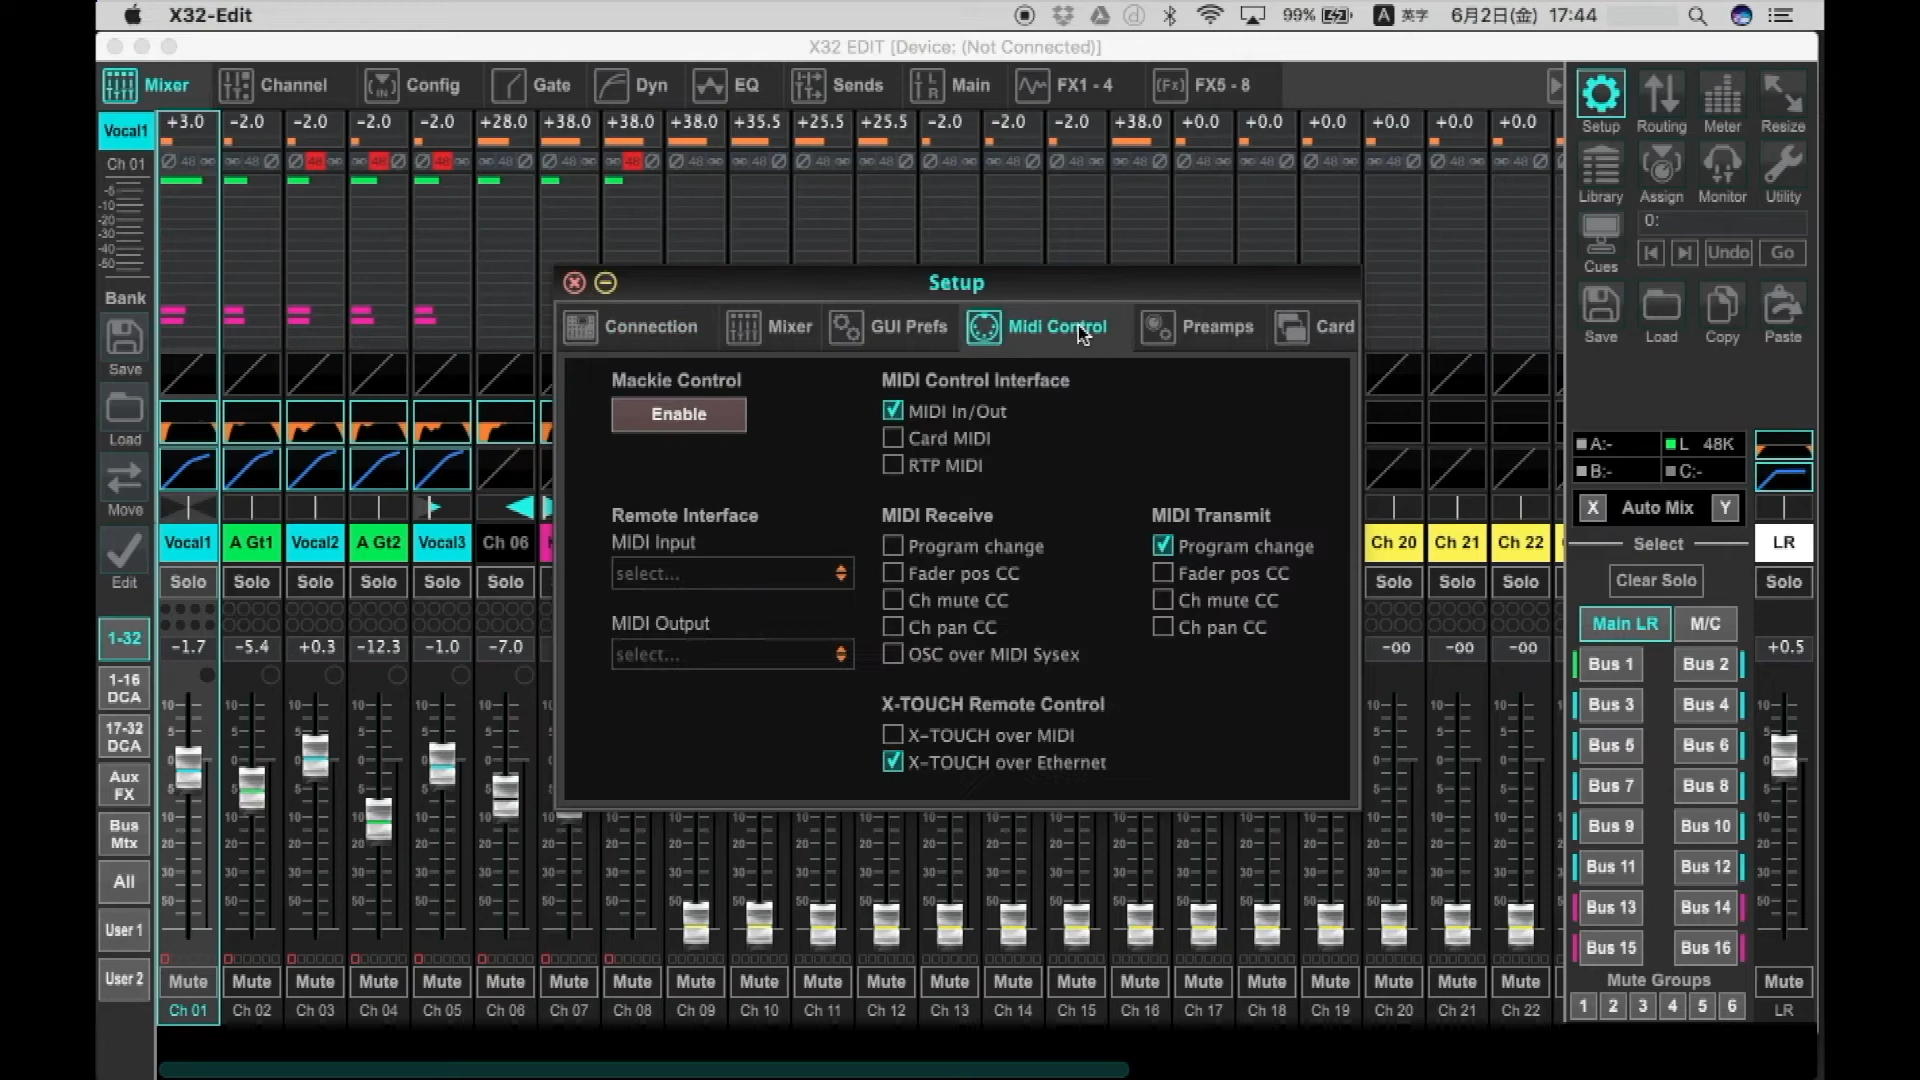 X32-Edit
99%
A 英字
6月2日(金) 17:44
X32 EDIT [Device: (Not Connected)]
Mixer Channel Config Gate Dyn EQ Sends Main FX1 - 4 FX5 - 8
Setup Routing Meter Resize
Library Assign Monitor Utility
0:
Cues Undo Go
Save Load Copy Paste
Vocal1 +3.0 -2.0 -2.0 -2.0 -2.0 +28.0 +38.0 +38.0 +38.0 +35.5 +25.5 +25.5 -2.0 -2.0 -2.0 +38.0 +0.0 +0.0 +0.0 +0.0 +0.0 +0.0
Ch 01
-5
-10
-20
-30
-40
-50
Bank
Save
Load
Move
Edit
1-32
1-16 DCA
17-32 DCA
Aux FX
Bus Mtx
All
User 1
User 2
Setup
Connection Mixer GUI Prefs Midi Control Preamps Card
Mackie Control
Enable
MIDI Control Interface
MIDI In/Out
Card MIDI
RTP MIDI
Remote Interface
MIDI Input
select...
MIDI Output
select...
MIDI Receive
Program change
Fader pos CC
Ch mute CC
Ch pan CC
OSC over MIDI Sysex
MIDI Transmit
Program change
Fader pos CC
Ch mute CC
Ch pan CC
X-TOUCH Remote Control
X-TOUCH over MIDI
X-TOUCH over Ethernet
A:- L 48K
B:- C:-
X Auto Mix Y
Select
Clear Solo
Main LR M/C
Bus 1 Bus 2
Bus 3 Bus 4
Bus 5 Bus 6
Bus 7 Bus 8
Bus 9 Bus 10
Bus 11 Bus 12
Bus 13 Bus 14
Bus 15 Bus 16
Mute Groups
1 2 3 4 5 6
Vocal1 A Gt1 Vocal2 A Gt2 Vocal3 Ch 06 Ch 20 Ch 21 Ch 22 LR
Solo Solo Solo Solo Solo Solo Solo Solo Solo Solo
-1.7 -5.4 +0.3 -12.3 -1.0 -7.0 -oo -oo -oo +0.5
Mute Mute Mute Mute Mute Mute Mute Mute Mute Mute Mute Mute Mute Mute Mute Mute Mute Mute Mute Mute Mute Mute Mute
Ch 01 Ch 02 Ch 03 Ch 04 Ch 05 Ch 06 Ch 07 Ch 08 Ch 09 Ch 10 Ch 11 Ch 12 Ch 13 Ch 14 Ch 15 Ch 16 Ch 17 Ch 18 Ch 19 Ch 20 Ch 21 Ch 22 LR